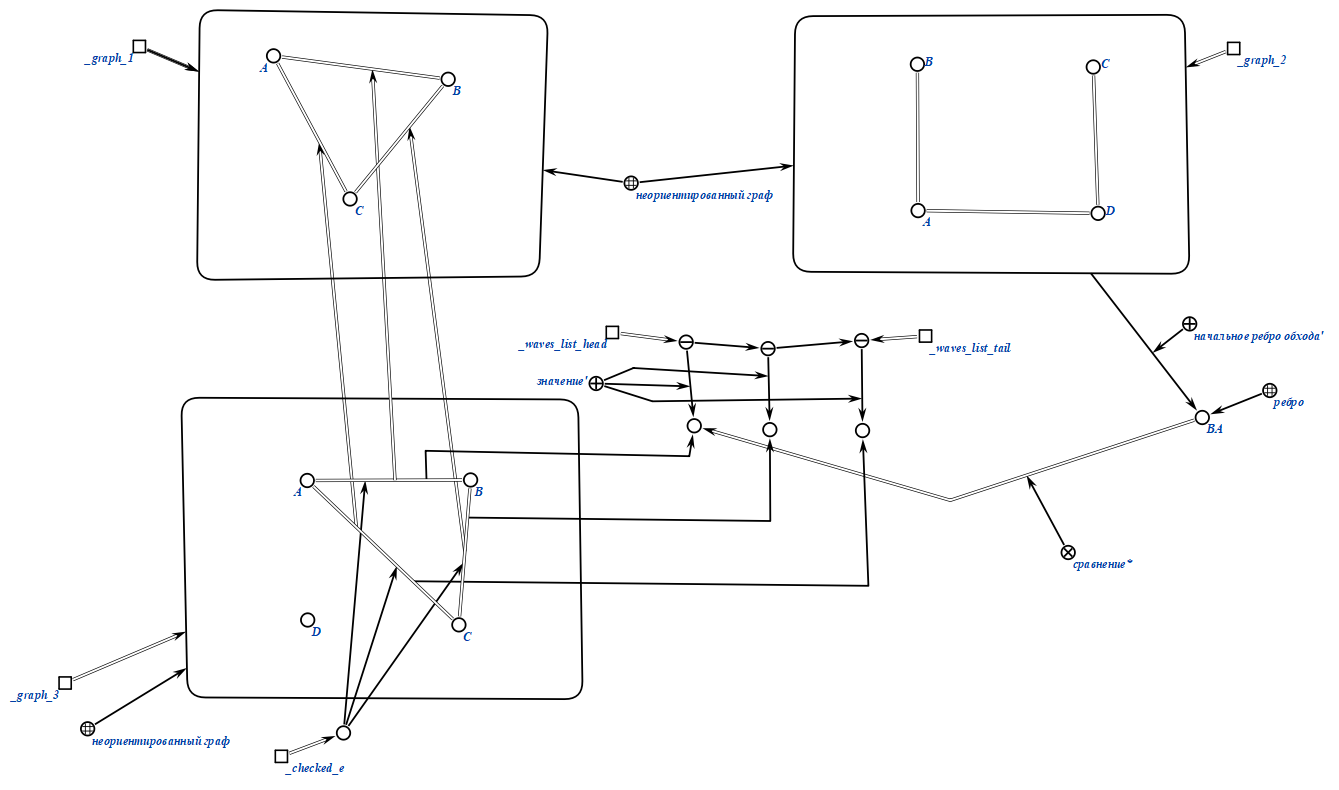 _graph_1
A
B
C
неориентированный граф
B
C
A
D
_graph_2
_waves_list_head
_waves_list_tail
значение'
начальное ребро обхода'
ребро
BA
сравнение*
A
B
D
C
_graph_3
неориентированный граф
_checked_e